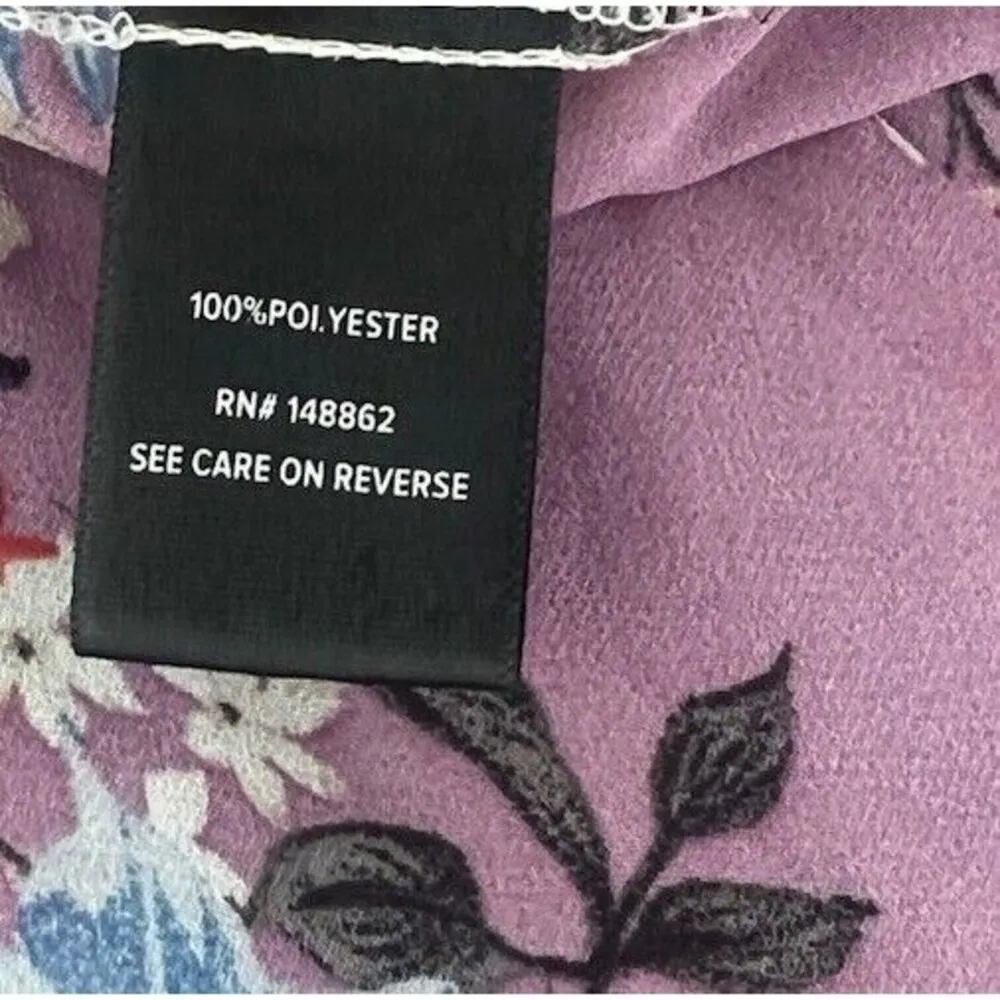 100%POLYESTER
RN# 148862
SEE CARE ON REVERSE